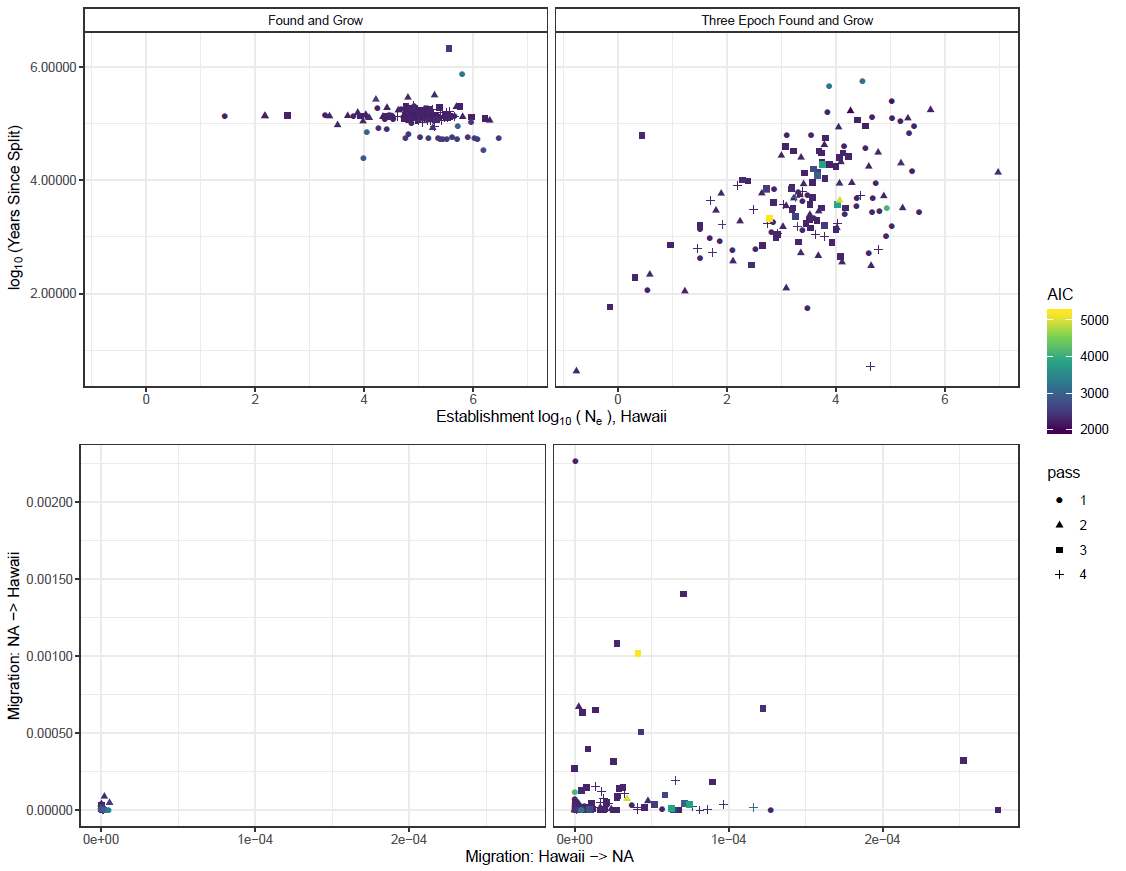 Found and Grow
Three Epoch Found and Grow
log10 (Years Since Split)
6.00000
4.00000
2.00000
0 2 4 6
0 2 4 6
Establishment log10 ( Ne ), Hawaii
AIC
5000
4000
3000
2000
pass
1
2
3
4
Migration: NA −> Hawaii
0.00200
0.00150
0.00100
0.00050
0.00000
0e+00 1e−04 2e−04
0e+00 1e−04 2e−04
Migration: Hawaii −> NA